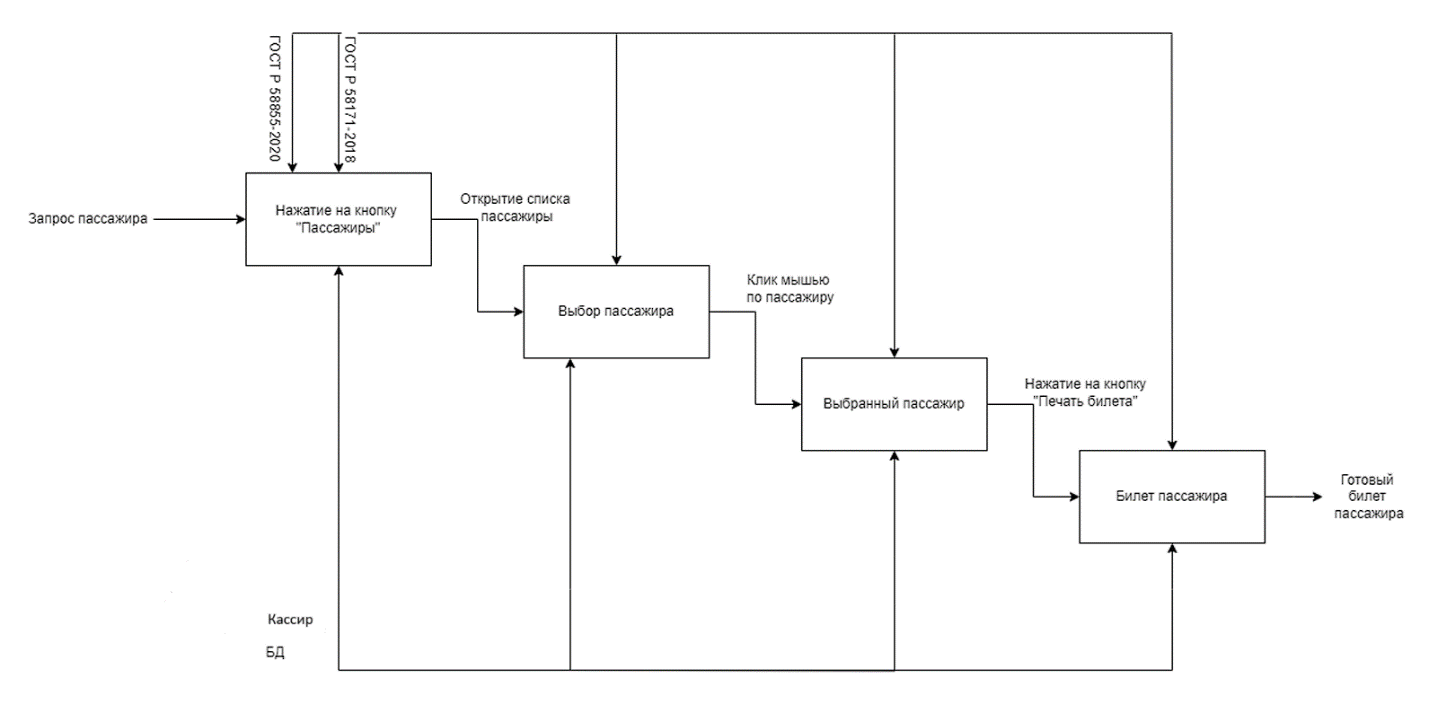 ГОСТ Р 58855-2020
ГОСТ Р 58171-2018
Запрос пассажира
Нажатие на кнопку
"Пассажиры"
Открытие списка
пассажиры
Выбор пассажира
Клик мышью
по пассажиру
Выбранный пассажир
Нажатие на кнопку
"Печать билета"
Билет пассажира
Готовый
билет
пассажира
Кассир
БД